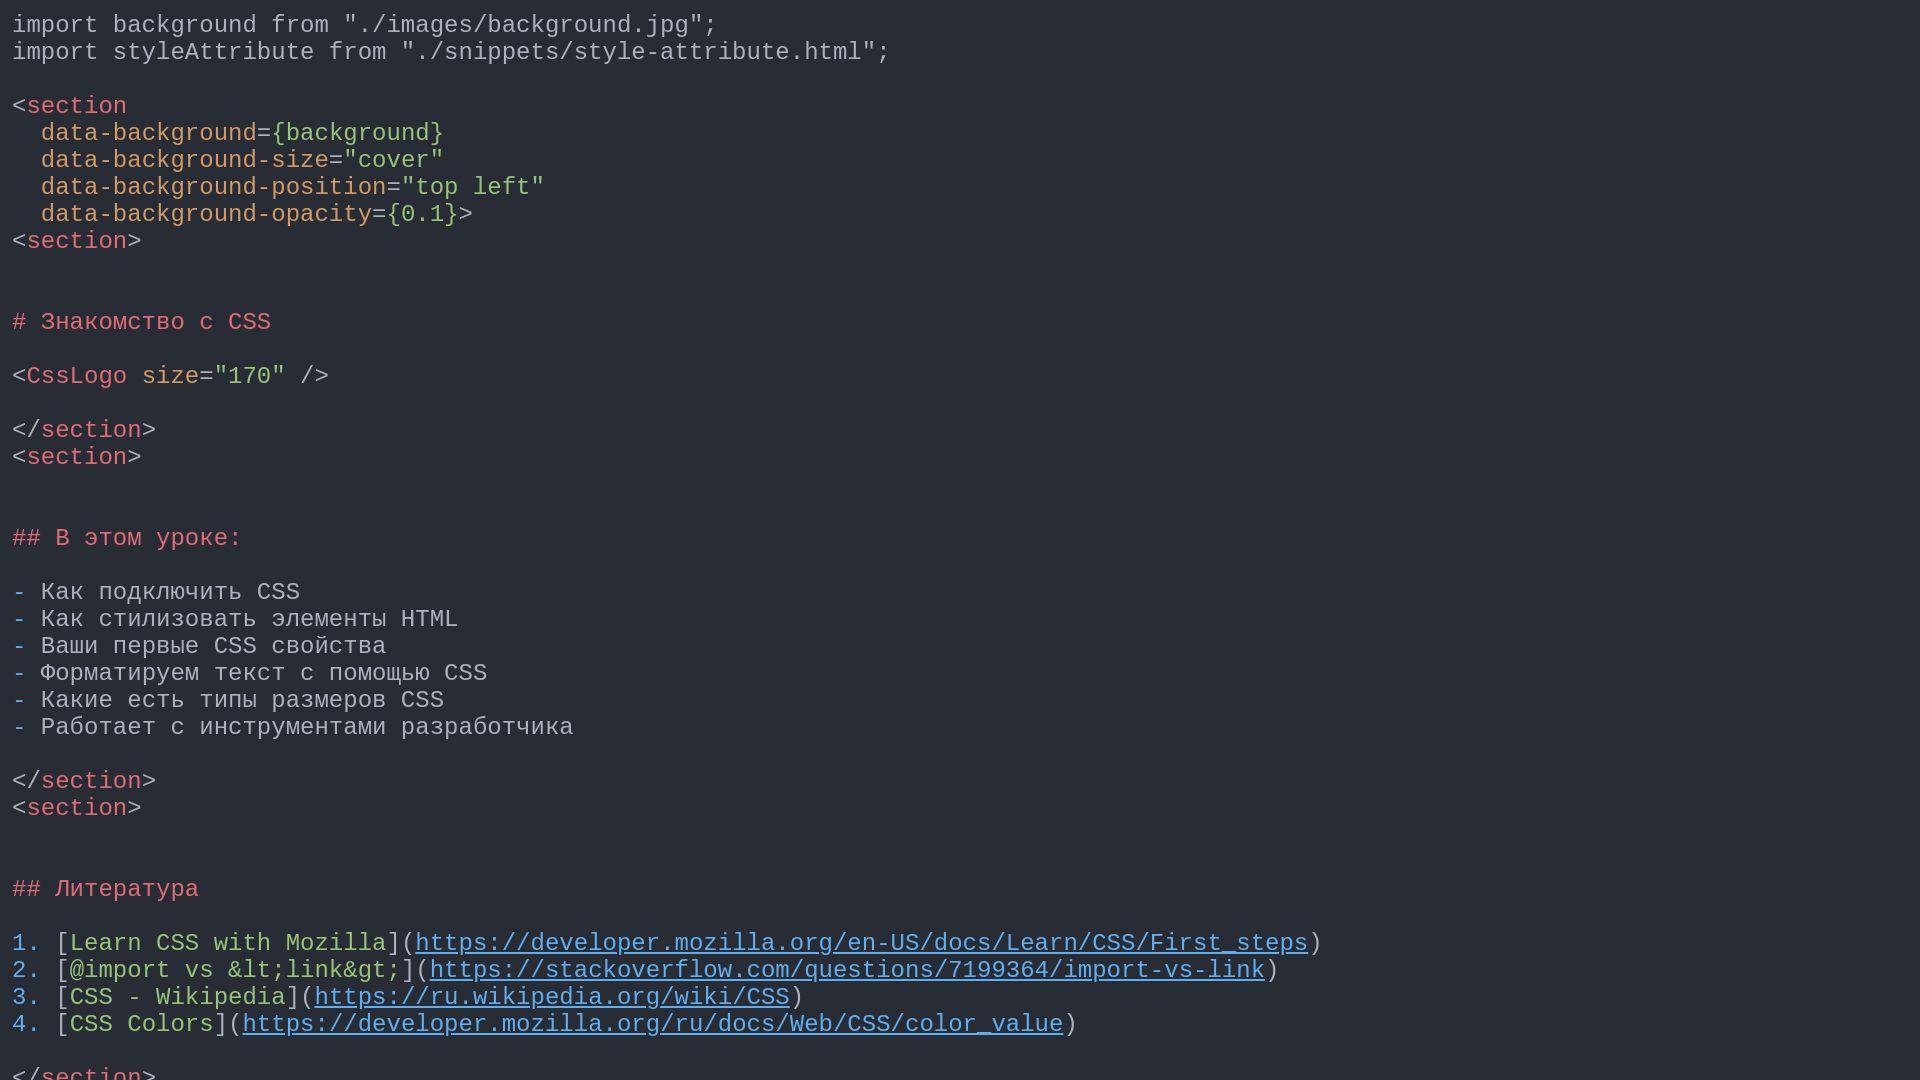 import background from "./images/background.jpg";
import styleAttribute from "./snippets/style-attribute.html";
<section
  data-background={background}
  data-background-size="cover"
  data-background-position="top left"
  data-background-opacity={0.1}>
<section>
# Знакомство с CSS
<CssLogo size="170" />
</section>
<section>
## В этом уроке:
- Как подключить CSS
- Как стилизовать элементы HTML
- Ваши первые CSS свойства
- Форматируем текст с помощью CSS
- Какие есть типы размеров CSS
- Работает с инструментами разработчика
</section>
<section>
## Литература
1. [Learn CSS with Mozilla](https://developer.mozilla.org/en-US/docs/Learn/CSS/First_steps)
2. [@import vs &lt;link&gt;](https://stackoverflow.com/questions/7199364/import-vs-link)
3. [CSS - Wikipedia](https://ru.wikipedia.org/wiki/CSS)
4. [CSS Colors](https://developer.mozilla.org/ru/docs/Web/CSS/color_value)
</section>